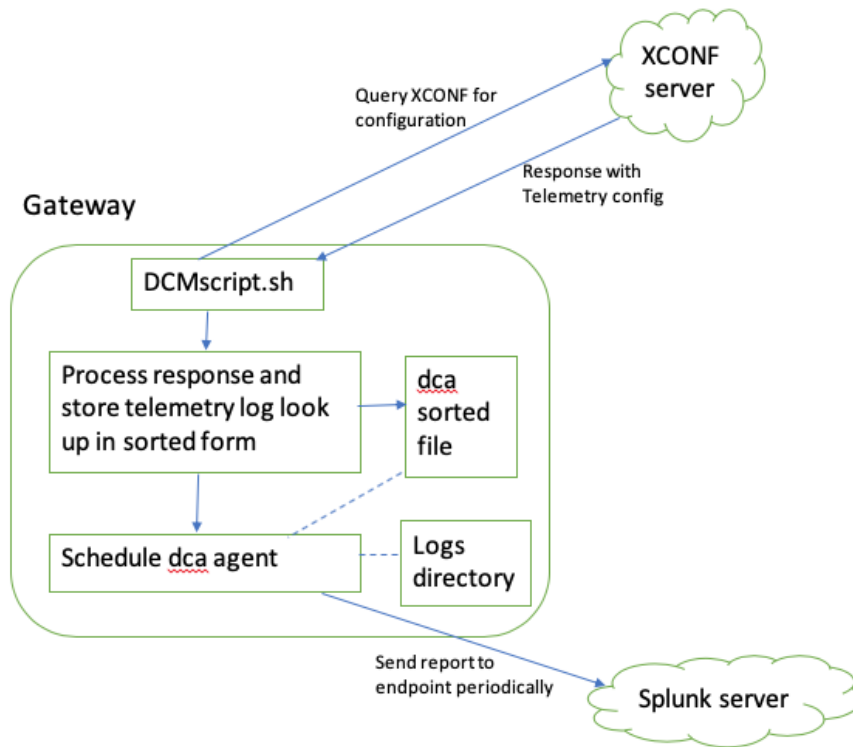 XCONF
server
Query XCONF for
configuration
Response with
Telemetry config
Gateway
DCMscript.sh
Process response and
store telemetry log look
up in sorted form
dca
sorted
file
Schedule dca agent
Logs
directory
Send report to
endpoint periodically
Splunk server